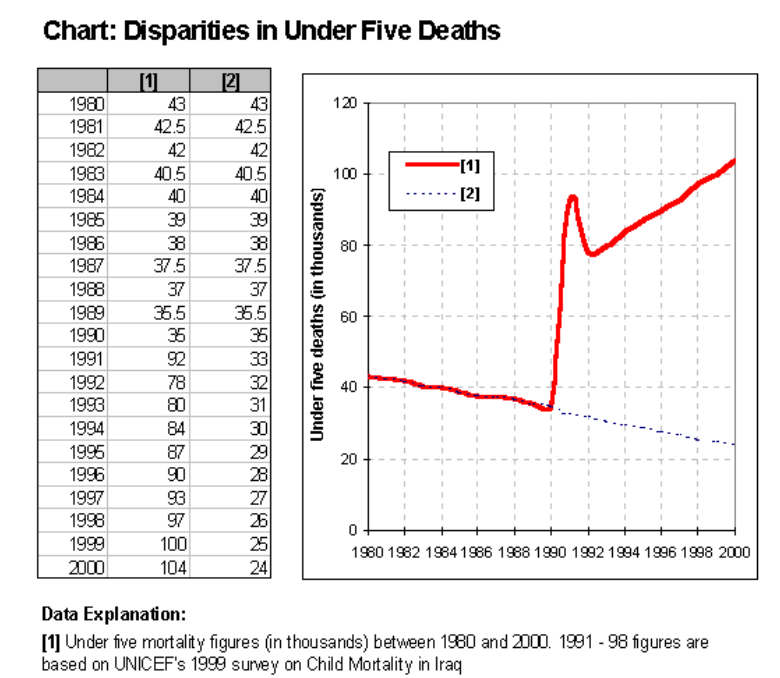 Chart: Disparities in Under Five Deaths
[1] [2]
1980 43 43
1981 42.5 42.5
1982 42 42
1983 40.5 40.5
1984 40 40
1985 39 39
1986 38 38
1987 37.5 37.5
1988 37 37
1989 35.5 35.5
1990 35 35
1991 92 33
1992 78 32
1993 80 31
1994 84 30
1995 87 29
1996 90 28
1997 93 27
1998 97 26
1999 100 25
2000 104 24
Under five deaths (in thousands)
120
100
80
60
40
20
0
[1]
[2]
1980 1982 1984 1986 1988 1990 1992 1994 1996 1998 2000
Data Explanation:
[1] Under five mortality figures (in thousands) between 1980 and 2000. 1991 - 98 figures are
based on UNICEF's 1999 survey on Child Mortality in Iraq